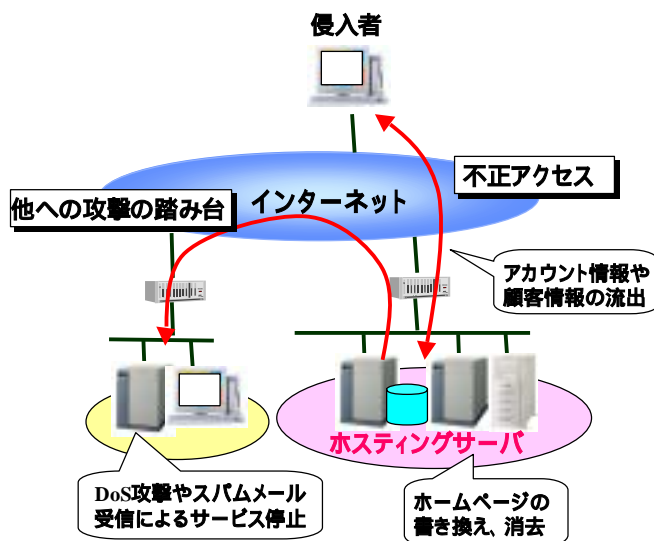 侵入者
不正アクセス
他への攻撃の踏み台
インターネット
アカウント情報や
顧客情報の流出
ホスティングサーバ
DoS攻撃やスパムメール
受信によるサービス停止
ホームページの
書き換え、消去